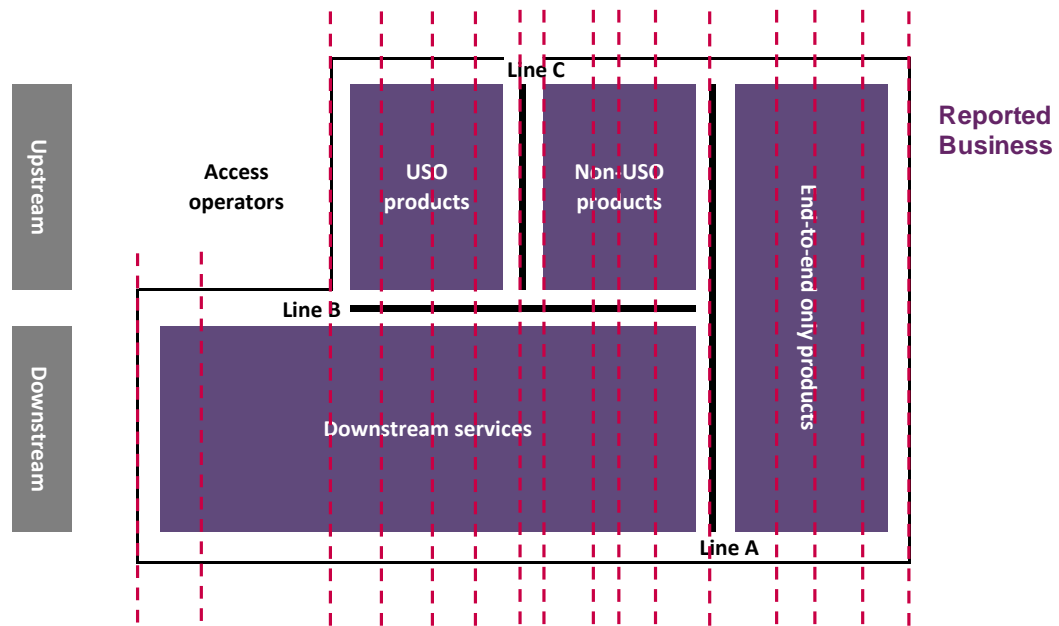 Line C
Reported
Business
Upstream
Access
operators
USO
products
Non-USO
products
End-to-end only products
Line B
Downstream
Downstream services
Line A